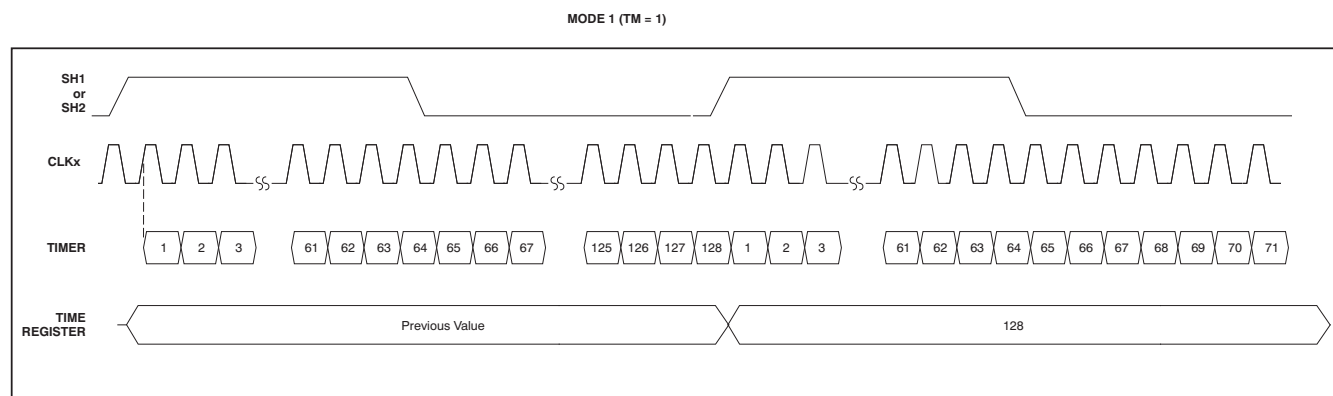 MODE 1 (TM = 1)
SH1
or
SH2
CLKx
TIMER
1 2 3 61 62 63 64 65 66 67 125 126 127 128 1 2 3 61 62 63 64 65 66 67 68 69 70 71
TIME
REGISTER
Previous Value 128